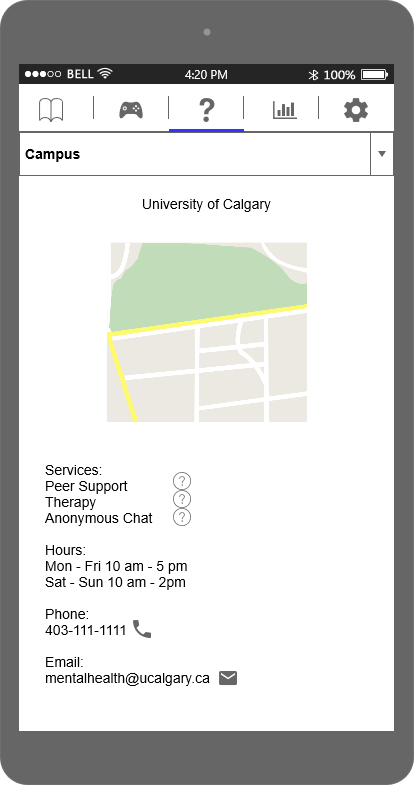 BELL 4:20 PM 100%
?
Campus
University of Calgary
Services:
Peer Support ?
Therapy ?
Anonymous Chat ?
Hours:
Mon - Fri 10 am - 5 pm
Sat - Sun 10 am - 2pm
Phone:
403-111-1111
Email:
mentalhealth@ucalgary.ca